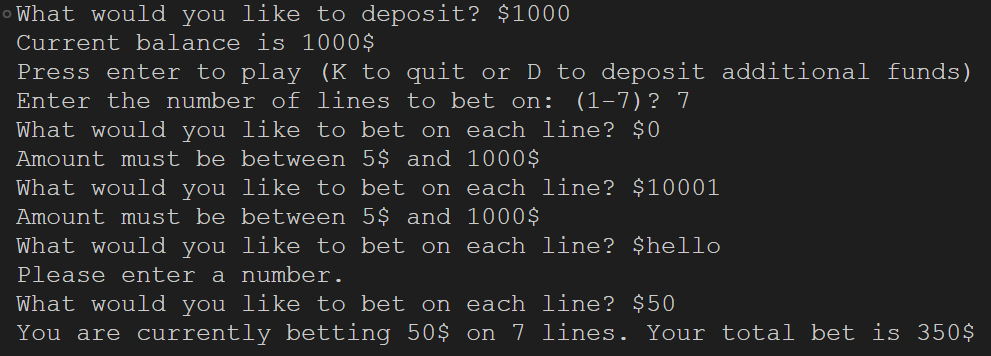 What would you like to deposit? $1000
Current balance is 1000$
Press enter to play (K to quit or D to deposit additional funds)
Enter the number of lines to bet on: (1-7)? 7
What would you like to bet on each line? $0
Amount must be between 5$ and 1000$
What would you like to bet on each line? $10001
Amount must be between 5$ and 1000$
What would you like to bet on each line? $hello
Please enter a number.
What would you like to bet on each line? $50
You are currently betting 50$ on 7 lines. Your total bet is 350$